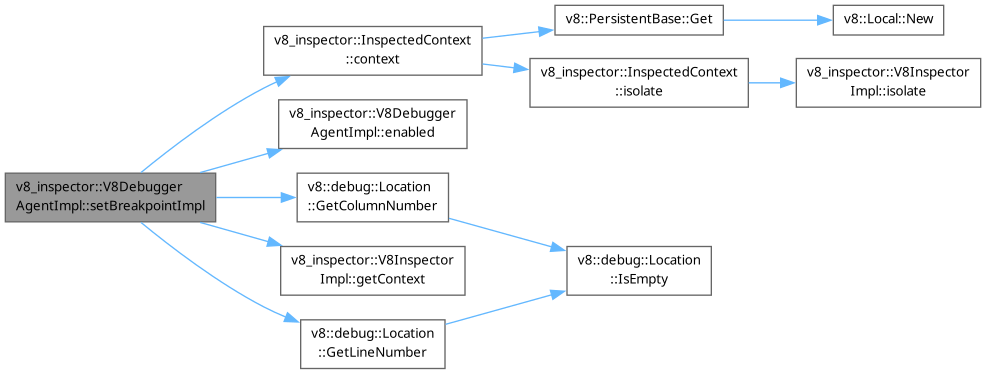 v8_inspector::V8Debugger
AgentImpl::setBreakpointImpl
v8_inspector::InspectedContext
::context
v8::PersistentBase::Get
v8::Local::New
v8_inspector::InspectedContext
::isolate
v8_inspector::V8Inspector
Impl::isolate
v8_inspector::V8Debugger
AgentImpl::enabled
v8::debug::Location
::GetColumnNumber
v8::debug::Location
::IsEmpty
v8_inspector::V8Inspector
Impl::getContext
v8::debug::Location
::GetLineNumber